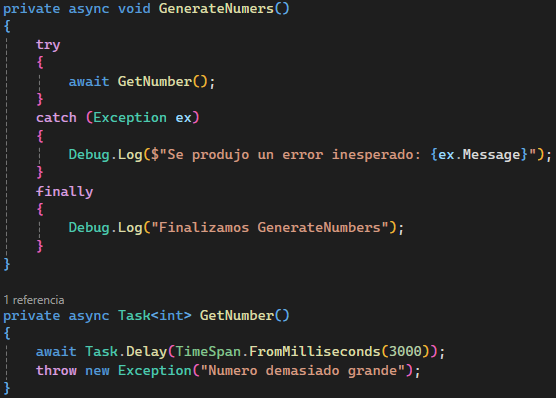 private async void GenerateNumers()
{
try
{
await GetNumber();
}
catch (Exception ex)
{
Debug.Log($"Se produjo un error inesperado: {ex.Message}");
}
finally
{
Debug.Log("Finalizamos GenerateNumbers");
}
}
1 referencia
private async Task<int> GetNumber()
{
await Task.Delay(TimeSpan.FromMilliseconds(3000));
throw new Exception("Numero demasiado grande");
}